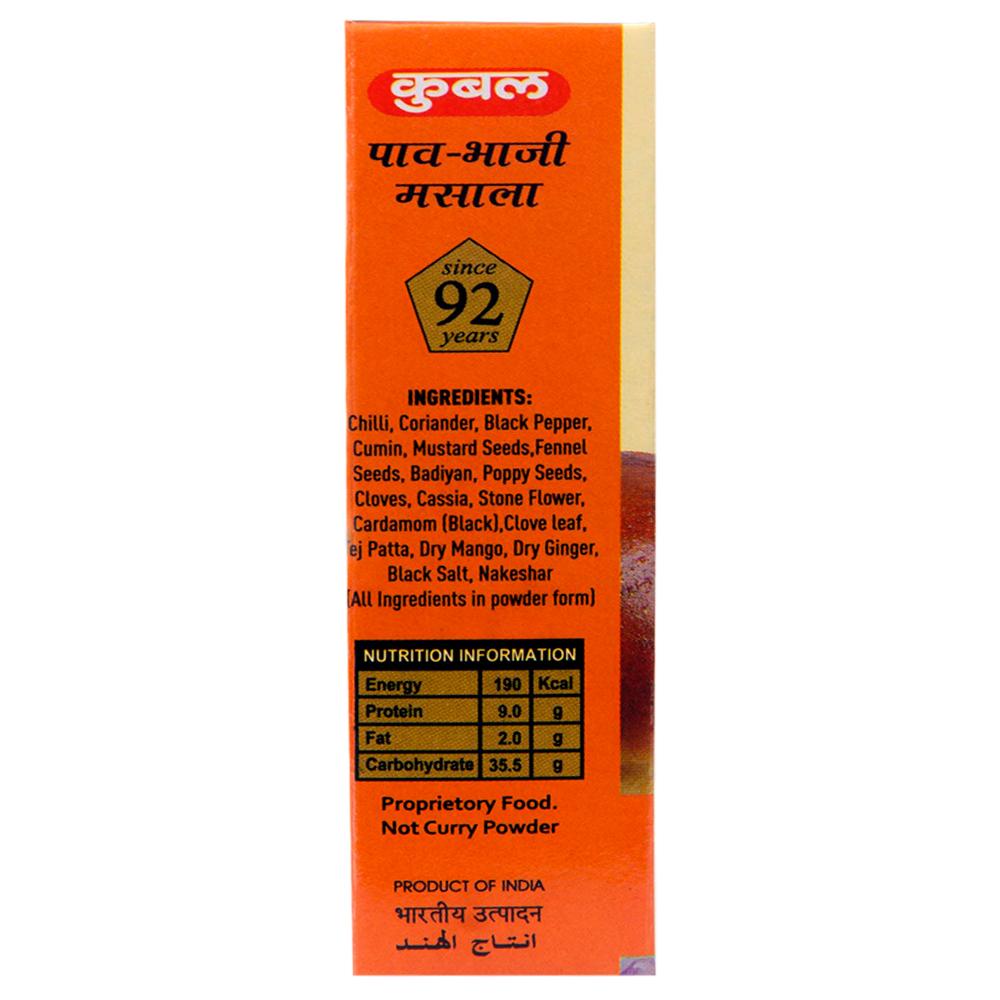 कुबल
पाव-भाजी
मसाला
since
92
years
INGREDIENTS:
Chilli, Coriander, Black Pepper,
Cumin, Mustard Seeds,Fennel
Seeds, Badiyan, Poppy Seeds,
Cloves, Cassia, Stone Flower,
Cardamom (Black),Clove leaf,
Tej Patta, Dry Mango, Dry Ginger,
Black Salt, Nakeshar
(All Ingredients in powder form)
NUTRITION INFORMATION
Energy 190 Kcal
Protein 9.0 g
Fat 2.0 g
Carbohydrate 35.5 g
Proprietory Food.
Not Curry Powder
PRODUCT OF INDIA
भारतीय उत्पादन
انتاج الهند